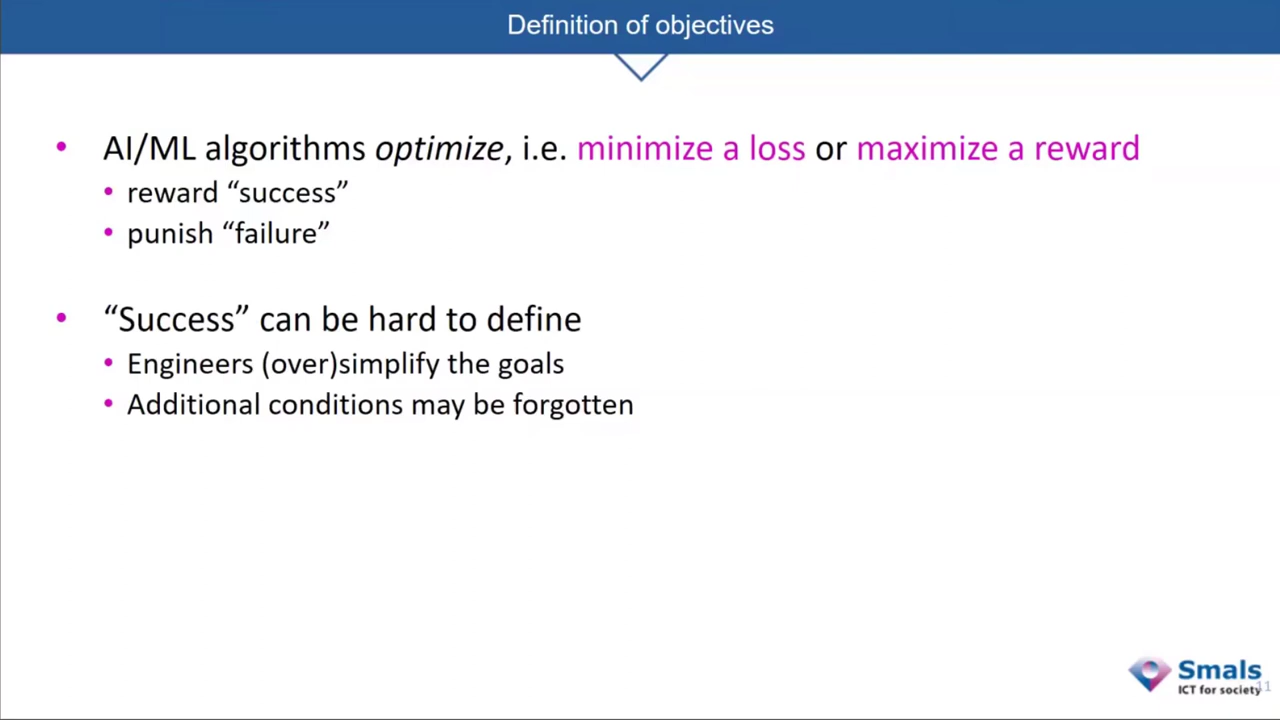 Definition of objectives
• AI/ML algorithms optimize, i.e. minimize a loss or maximize a reward
• reward “success”
• punish “failure”
• “Success” can be hard to define
• Engineers (over)simplify the goals
• Additional conditions may be forgotten
Smals
ICT for society
11